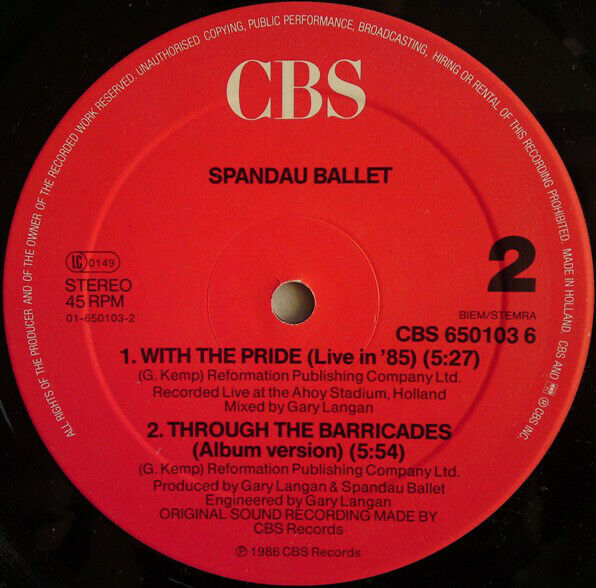 ALL RIGHTS OF THE PRODUCER AND OF THE OWNER OF THE RECORDED WORK RESERVED. UNAUTHORISED COPYING, PUBLIC PERFORMANCE, BROADCASTING, HIRING OR RENTAL OF THIS RECORDING PROHIBITED. MADE IN HOLLAND. CBS AND ℗ CBS INC.
CBS
SPANDAU BALLET
LC 0149
STEREO
45 RPM
01-650103-2
2
BIEM/STEMRA
CBS 650103 6
1. WITH THE PRIDE (Live in '85) (5:27)
(G. Kemp) Reformation Publishing Company Ltd.
Recorded Live at the Ahoy Stadium, Holland
Mixed by Gary Langan
2. THROUGH THE BARRICADES
(Album version) (5:54)
(G. Kemp) Reformation Publishing Company Ltd.
Produced by Gary Langan & Spandau Ballet
Engineered by Gary Langan
ORIGINAL SOUND RECORDING MADE BY
CBS Records
℗ 1986 CBS Records